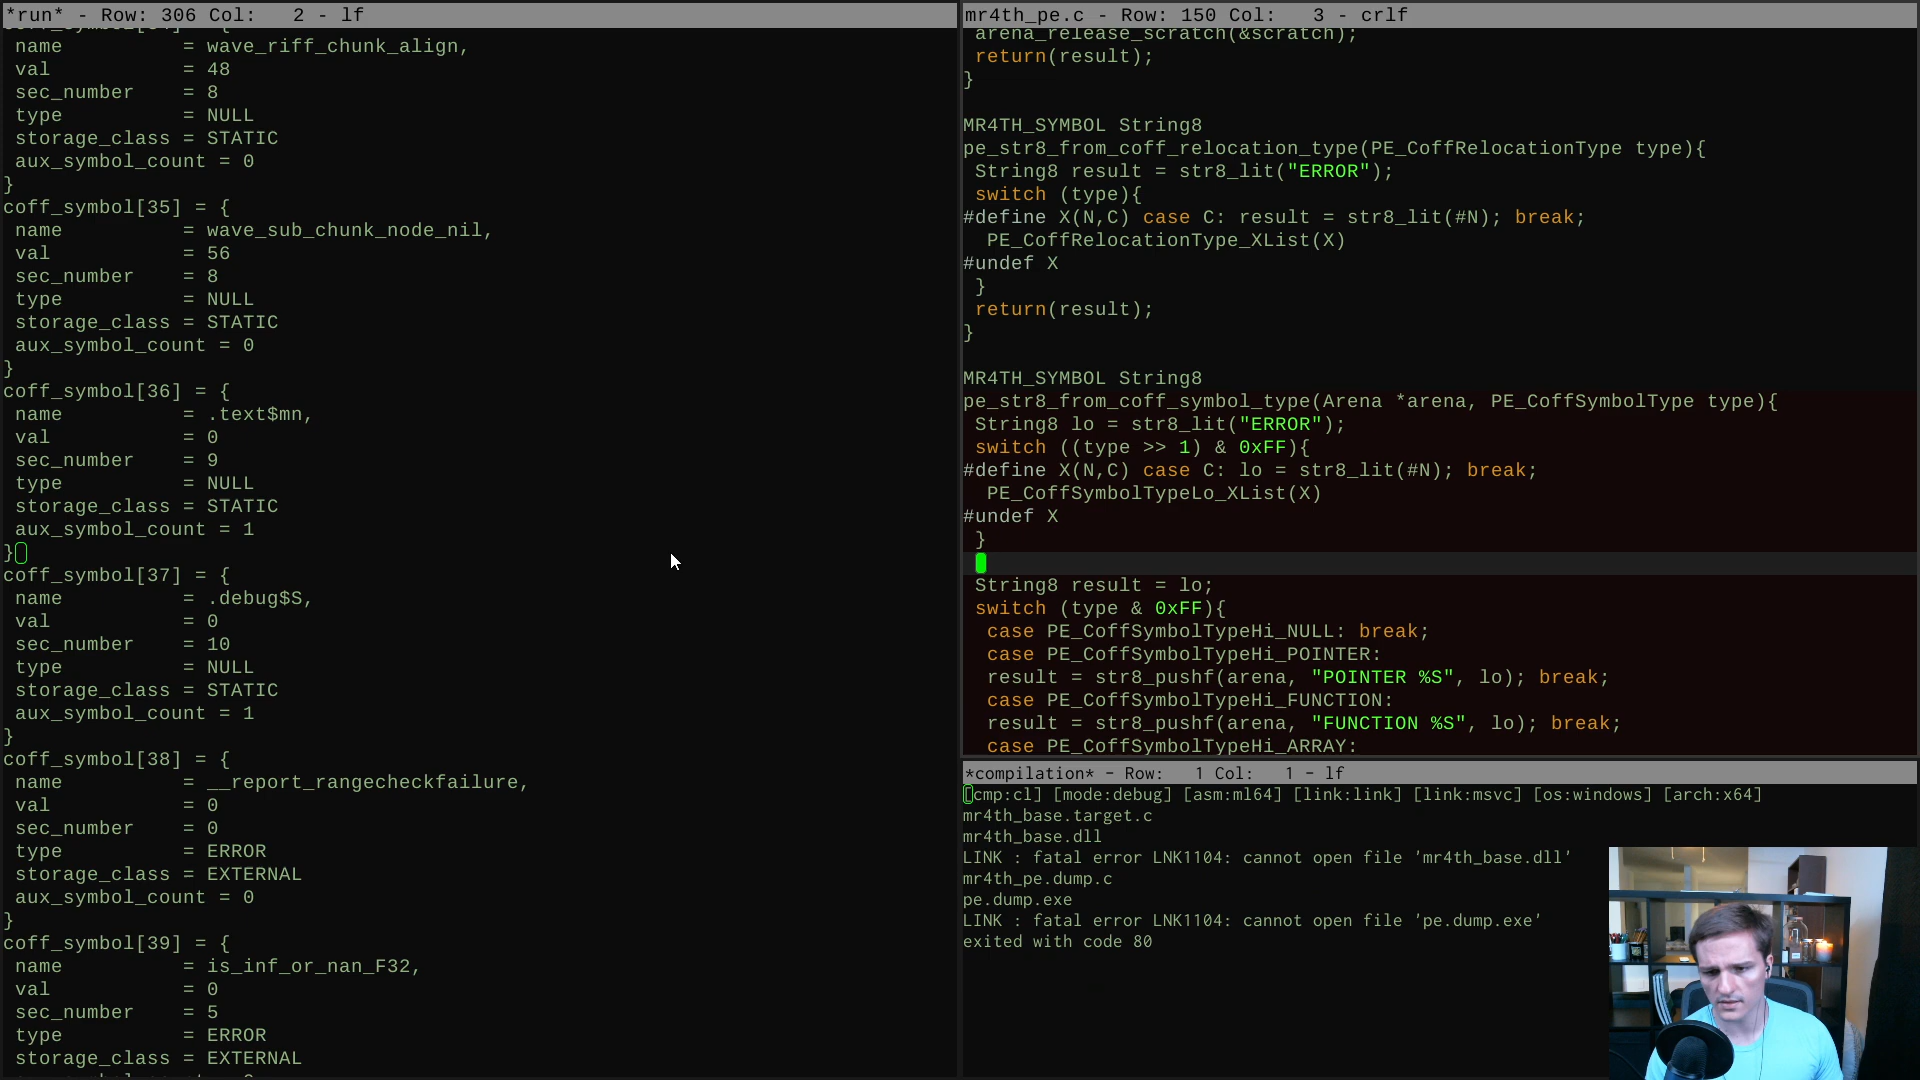 *run* - Row: 306 Col:   2 - lf
 name          = wave_riff_chunk_align,
 val           = 48
 sec_number    = 8
 type          = NULL
 storage_class = STATIC
 aux_symbol_count = 0
}
coff_symbol[35] = {
 name          = wave_sub_chunk_node_nil,
 val           = 56
 sec_number    = 8
 type          = NULL
 storage_class = STATIC
 aux_symbol_count = 0
}
coff_symbol[36] = {
 name          = .text$mn,
 val           = 0
 sec_number    = 9
 type          = NULL
 storage_class = STATIC
 aux_symbol_count = 1
}
coff_symbol[37] = {
 name          = .debug$S,
 val           = 0
 sec_number    = 10
 type          = NULL
 storage_class = STATIC
 aux_symbol_count = 1
}
coff_symbol[38] = {
 name          = __report_rangecheckfailure,
 val           = 0
 sec_number    = 0
 type          = ERROR
 storage_class = EXTERNAL
 aux_symbol_count = 0
}
coff_symbol[39] = {
 name          = is_inf_or_nan_F32,
 val           = 0
 sec_number    = 5
 type          = ERROR
 storage_class = EXTERNAL
mr4th_pe.c - Row: 150 Col:   3 - crlf
 arena_release_scratch(&scratch);
 return(result);
}
MR4TH_SYMBOL String8
pe_str8_from_coff_relocation_type(PE_CoffRelocationType type){
 String8 result = str8_lit("ERROR");
 switch (type){
#define X(N,C) case C: result = str8_lit(#N); break;
  PE_CoffRelocationType_XList(X)
#undef X
 }
 return(result);
}
MR4TH_SYMBOL String8
pe_str8_from_coff_symbol_type(Arena *arena, PE_CoffSymbolType type){
 String8 lo = str8_lit("ERROR");
 switch ((type >> 1) & 0xFF){
#define X(N,C) case C: lo = str8_lit(#N); break;
  PE_CoffSymbolTypeLo_XList(X)
#undef X
 }
 String8 result = lo;
 switch (type & 0xFF){
  case PE_CoffSymbolTypeHi_NULL: break;
  case PE_CoffSymbolTypeHi_POINTER:
  result = str8_pushf(arena, "POINTER %S", lo); break;
  case PE_CoffSymbolTypeHi_FUNCTION:
  result = str8_pushf(arena, "FUNCTION %S", lo); break;
  case PE_CoffSymbolTypeHi_ARRAY:
*compilation* - Row:   1 Col:   1 - lf
[cmp:cl] [mode:debug] [asm:ml64] [link:link] [link:msvc] [os:windows] [arch:x64]
mr4th_base.target.c
mr4th_base.dll
LINK : fatal error LNK1104: cannot open file 'mr4th_base.dll'
mr4th_pe.dump.c
pe.dump.exe
LINK : fatal error LNK1104: cannot open file 'pe.dump.exe'
exited with code 80